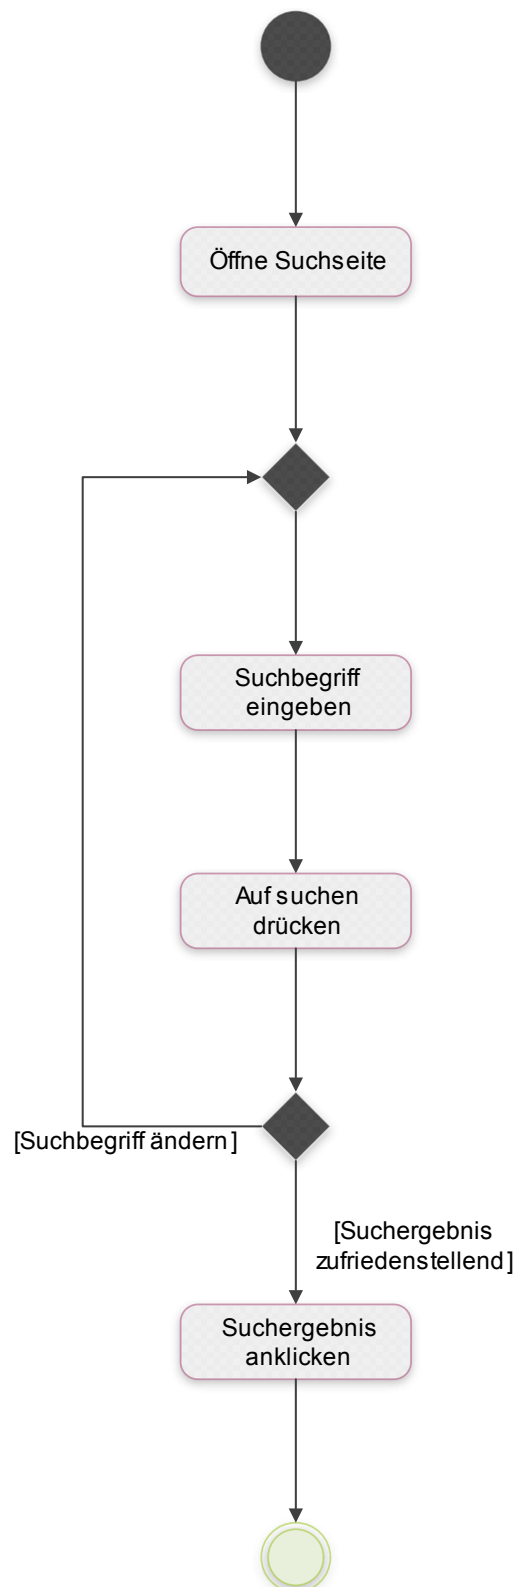 Öffne Suchseite
Suchbegriff
eingeben
Auf suchen
drücken
[Suchbegriff ändern]
[Suchergebnis
zufriedenstellend]
Suchergebnis
anklicken